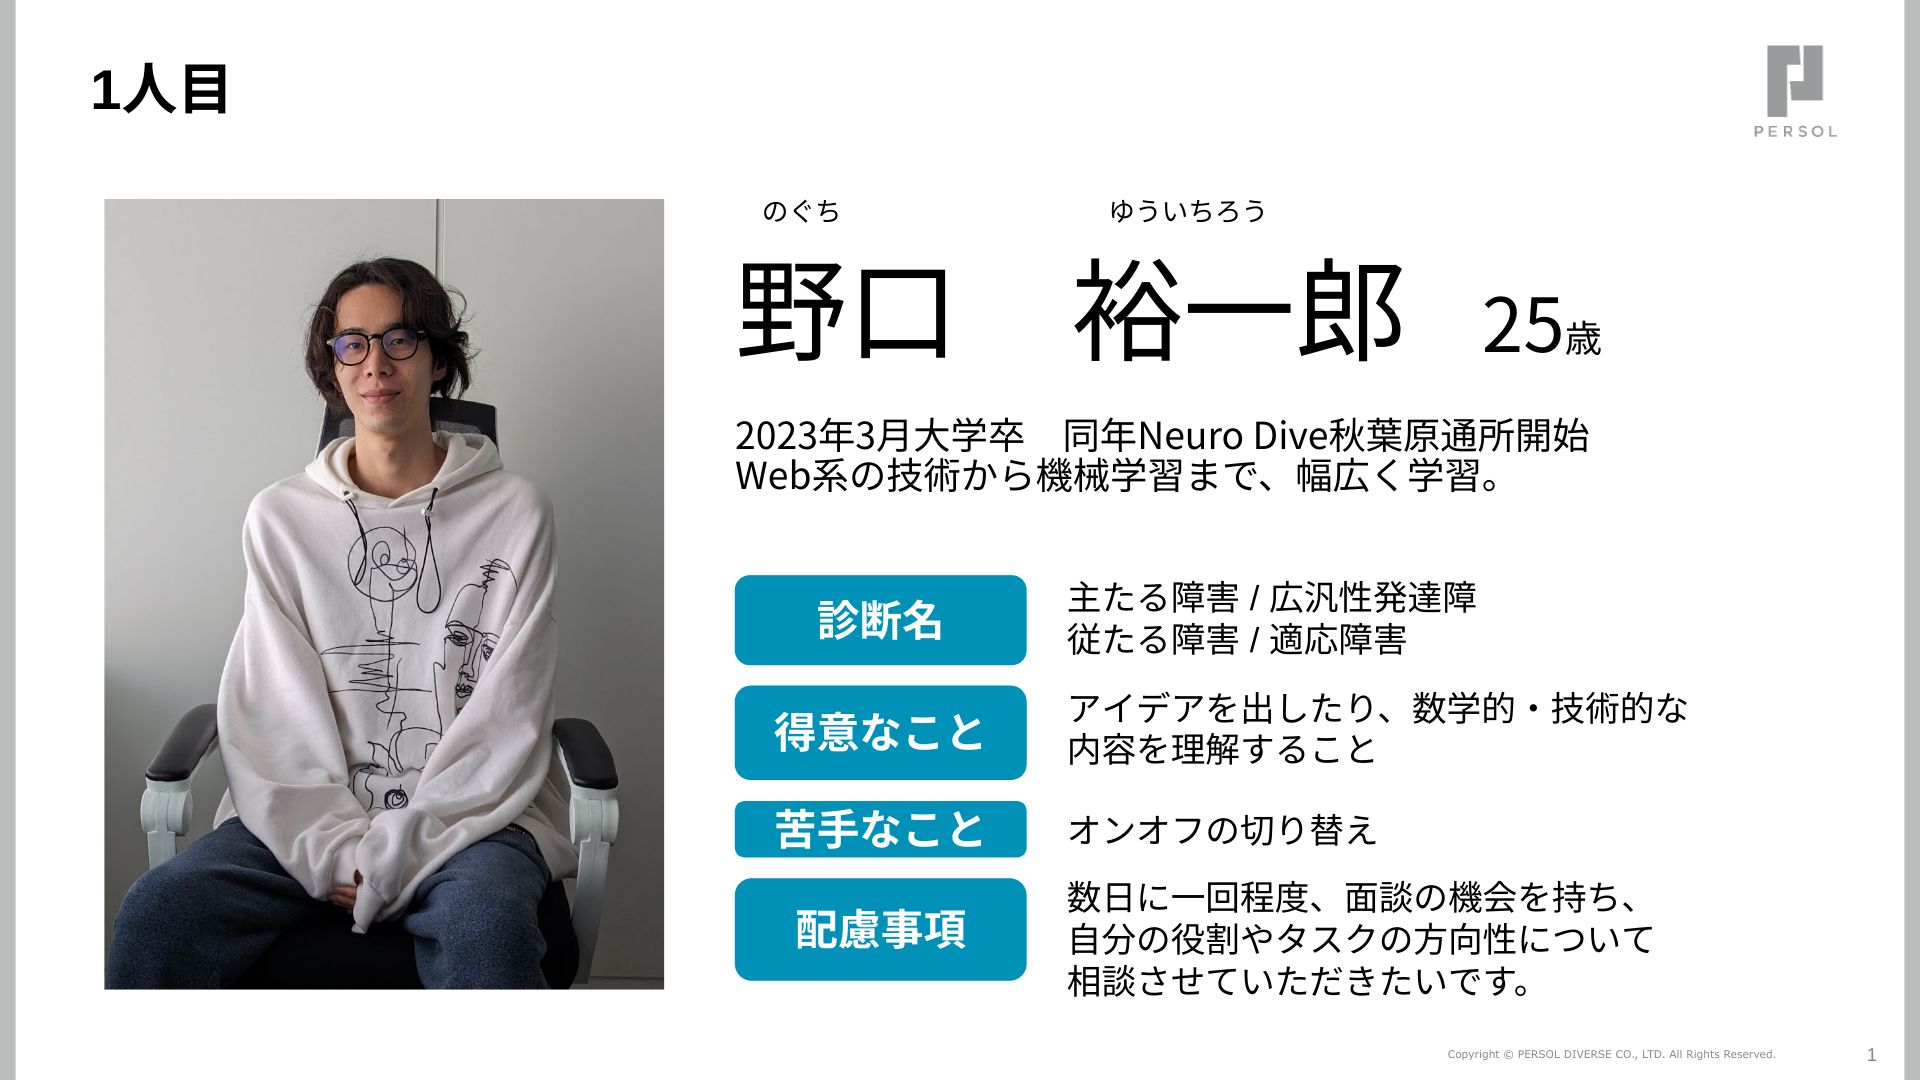 1人目
PERSOL
のぐち ゆういちろう
野口 裕一郎 25歳
2023年3月大学卒 同年Neuro Dive秋葉原通所開始
Web系の技術から機械学習まで、幅広く学習。
診断名
主たる障害 / 広汎性発達障
従たる障害 / 適応障害
得意なこと
アイデアを出したり、数学的・技術的な
内容を理解すること
苦手なこと
オンオフの切り替え
配慮事項
数日に一回程度、面談の機会を持ち、
自分の役割やタスクの方向性について
相談させていただきたいです。
Copyright © PERSOL DIVERSE CO., LTD. All Rights Reserved.
1